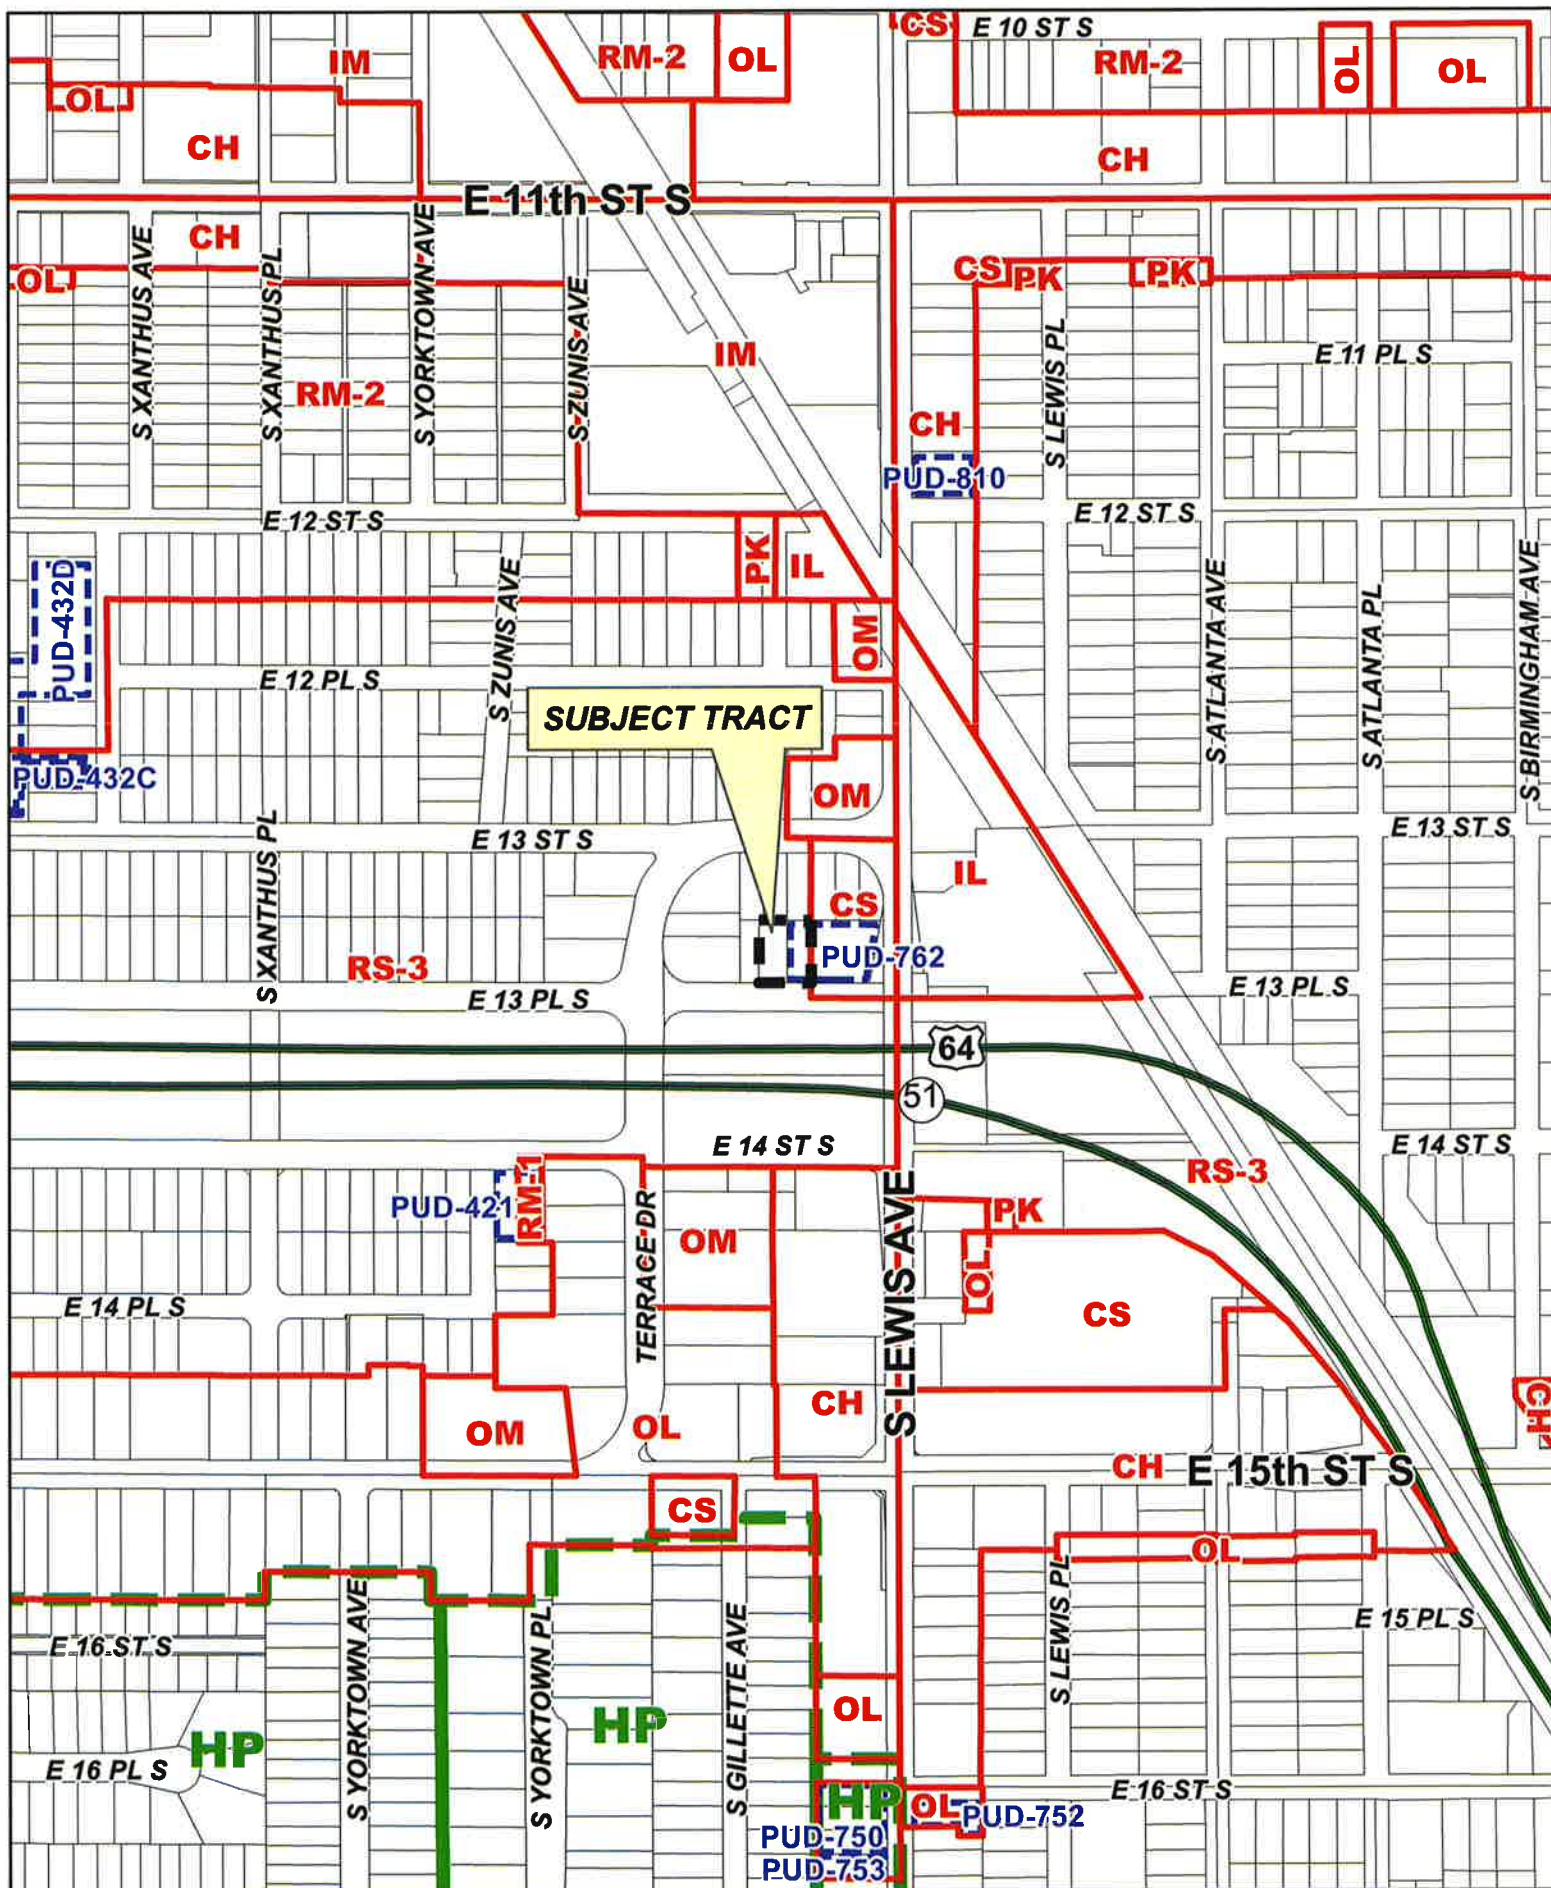 CS
E 10 ST S
IM
RM-2
OL
RM-2
OL
OL
OL
CH
CH
E 11th ST S
CH
OL
S XANTHUS AVE
S XANTHUS PL
S YORKTOWN AVE
S ZUNIS AVE
CS
PK
PK
IM
S LEWIS PL
E 11 PL S
RM-2
CH
PUD-810
E 12 ST S
E 12 ST S
PK
IL
PUD-432D
S ZUNIS AVE
OM
S ATLANTA AVE
S ATLANTA PL
S BIRMINGHAM AVE
E 12 PL S
SUBJECT TRACT
PUD-432C
OM
E 13 ST S
E 13 ST S
S XANTHUS PL
IL
CS
RS-3
PUD-762
E 13 PL S
E 13 PL S
64
51
E 14 ST S
E 14 ST S
RS-3
PUD-421
RM-1
TERRACE DR
OM
S LEWIS AVE
PK
OL
CS
E 14 PL S
CH
CH
OM
OL
CH
E 15th ST S
CS
OL
S LEWIS PL
E 16 ST S
S YORKTOWN AVE
S YORKTOWN PL
S GILLETTE AVE
E 15 PL S
OL
HP
HP
E 16 PL S
E 16 ST S
HP
OL
PUD-752
PUD-750
PUD-753